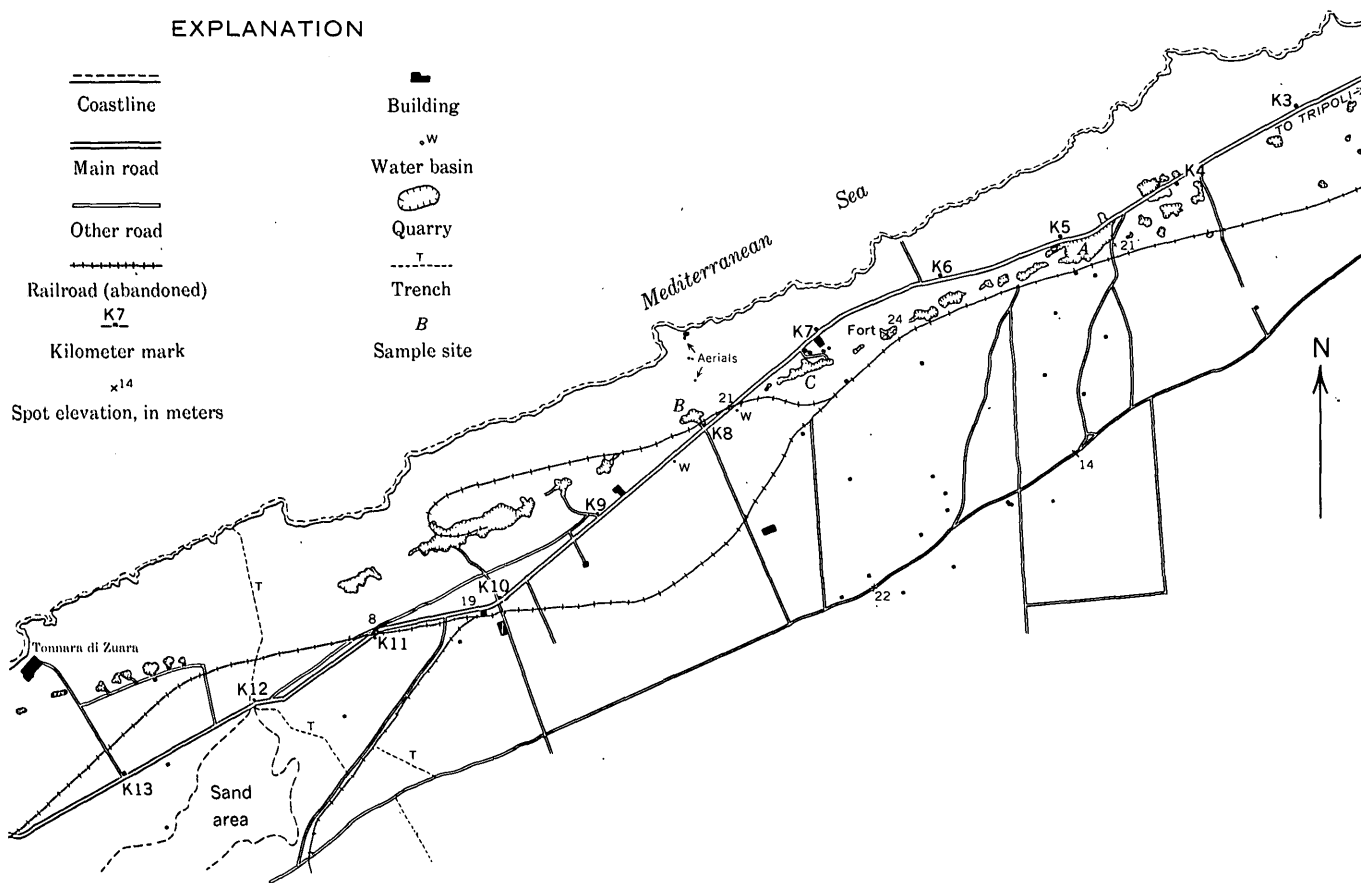 EXPLANATION
Coastline
Main road
Other road
Railroad (abandoned)
K7
Kilometer mark
×14
Spot elevation, in meters
Building
W
Water basin
Quarry
T
Trench
B
Sample site
Mediterranean Sea
K3
TO TRIPOLI-
K4
K5
A
21
K6
K7
Fort
24
C
Aerials
B
21
W
K8
W
14
K9
22
K10
19
8
K11
T
Tonnara di Zuara
K12
T
T
K13
Sand
area
N